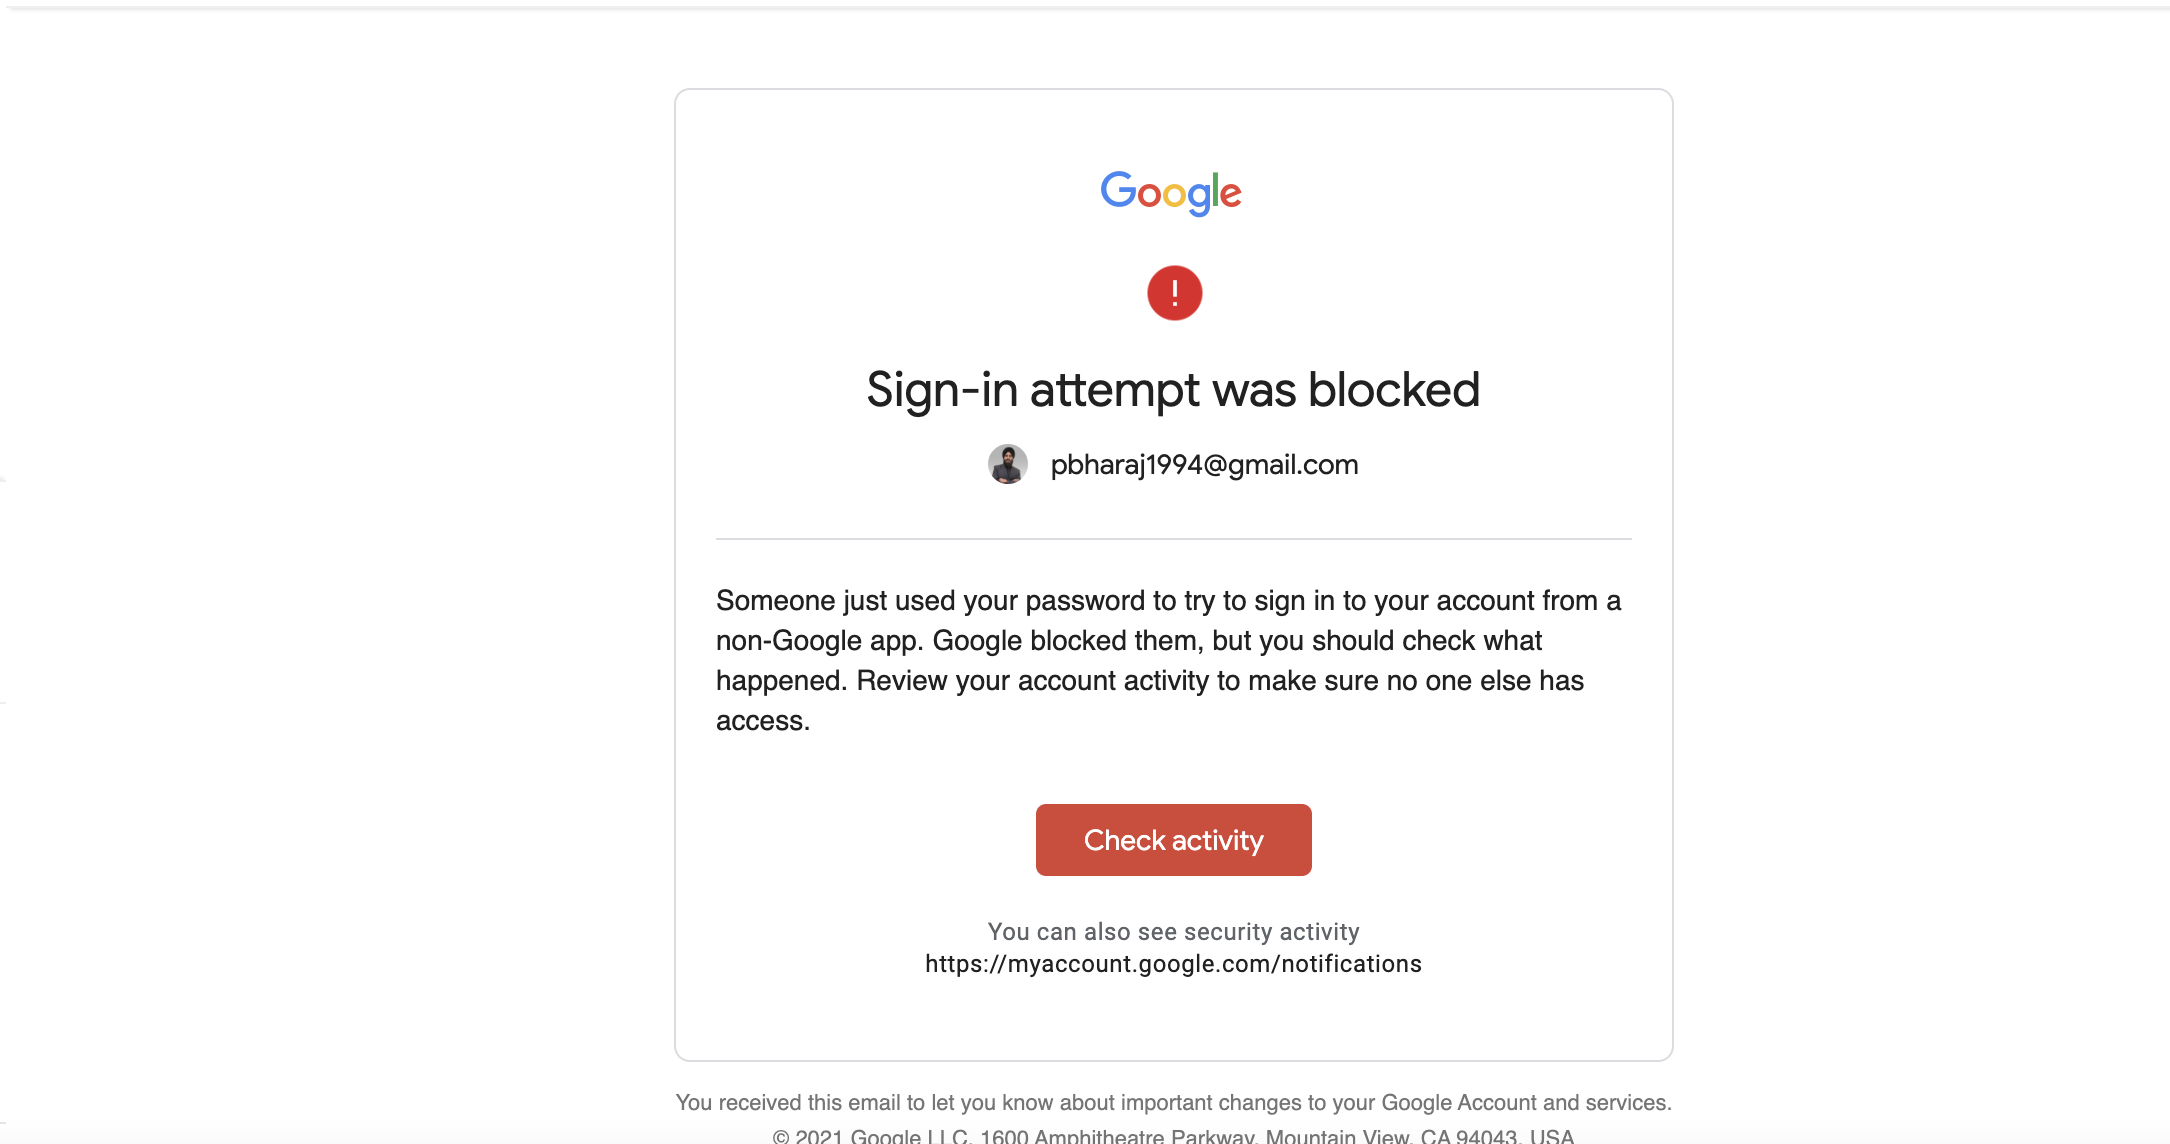 Google
!
Sign-in attempt was blocked
pbharaj1994@gmail.com
Someone just used your password to try to sign in to your account from a
non-Google app. Google blocked them, but you should check what
happened. Review your account activity to make sure no one else has
access.
Check activity
You can also see security activity
https://myaccount.google.com/notifications
You received this email to let you know about important changes to your Google Account and services.
© 2021 Google LLC, 1600 Amphitheatre Parkway, Mountain View, CA 94043, USA